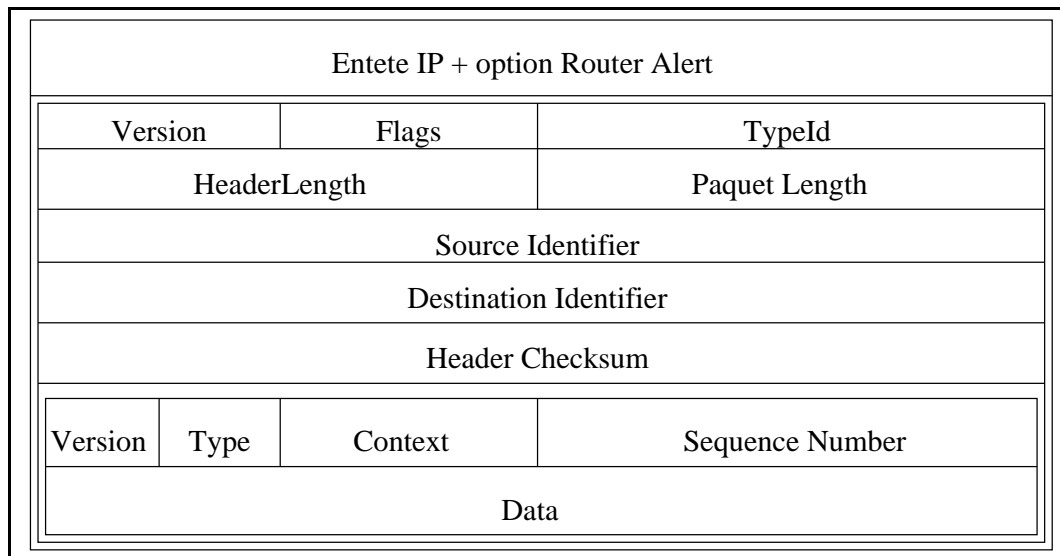 Entete IP + option Router Alert
Version Flags TypeId
HeaderLength Paquet Length
Source Identifier
Destination Identifier
Header Checksum
Version Type Context Sequence Number
Data